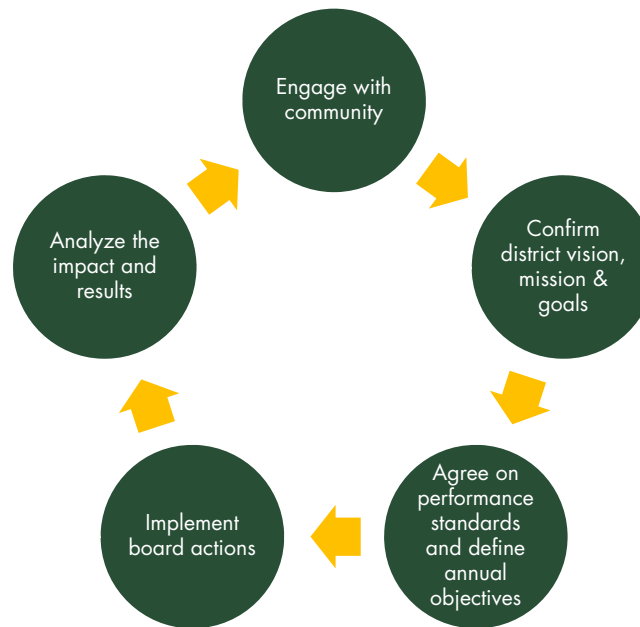 Engage with
community
Confirm
district vision,
mission &
goals
Agree on
performance
standards
and define
annual
objectives
Implement
board actions
Analyze the
impact and
results